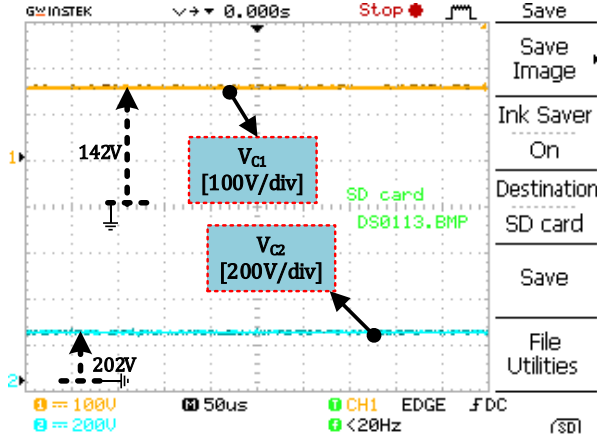 GWINSTEK 0.000s Stop
Save
Save
Image
Ink Saver
On
Destination
SD card
Save
File
Utilities
142V
1
VC1
[100V/div]
SD card
DS0113.BMP
VC2
[200V/div]
202V
2
1 100V M 50us T CH1 EDGE DC
2 200V f <20Hz SD